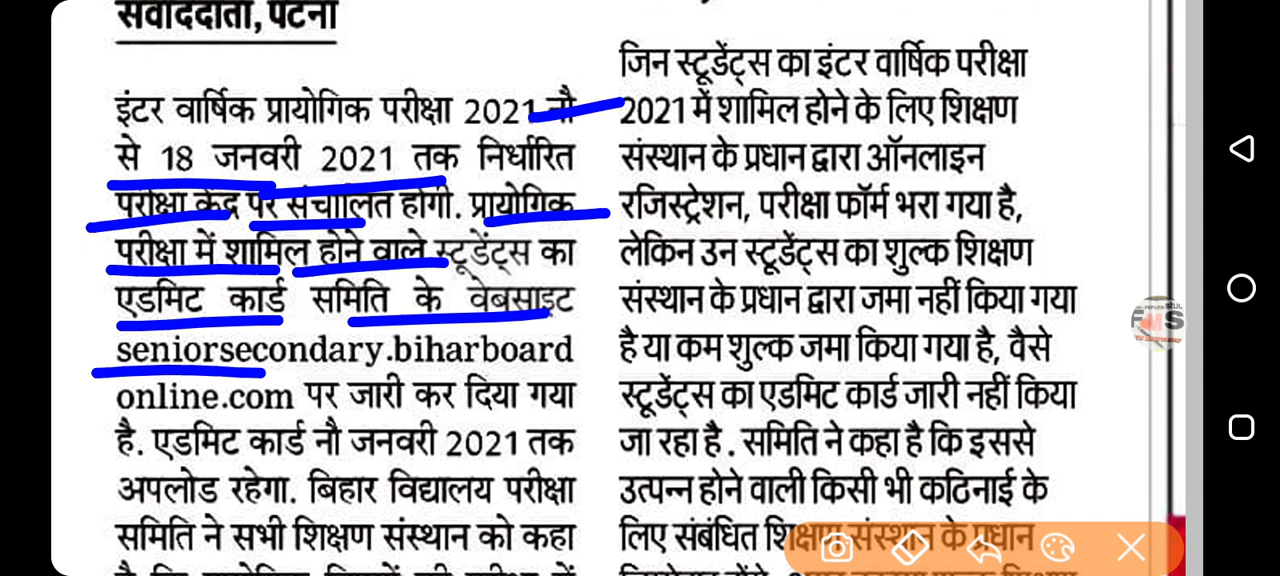 संवाददाता, पटना
इंटर वार्षिक प्रायोगिक परीक्षा 2021 नौ
से 18 जनवरी 2021 तक निर्धारित
परीक्षा केंद्र पर संचालित होगी. प्रायोगिक
परीक्षा में शामिल होने वाले स्टूडेंट्स का
एडमिट कार्ड समिति के वेबसाइट
seniorsecondary.biharboard
online.com पर जारी कर दिया गया
है. एडमिट कार्ड नौ जनवरी 2021 तक
अपलोड रहेगा. बिहार विद्यालय परीक्षा
समिति ने सभी शिक्षण संस्थान को कहा
जिन स्टूडेंट्स का इंटर वार्षिक परीक्षा
2021 में शामिल होने के लिए शिक्षण
संस्थान के प्रधान द्वारा ऑनलाइन
रजिस्ट्रेशन, परीक्षा फॉर्म भरा गया है,
लेकिन उन स्टूडेंट्स का शुल्क शिक्षण
संस्थान के प्रधान द्वारा जमा नहीं किया गया
है या कम शुल्क जमा किया गया है, वैसे
स्टूडेंट्स का एडमिट कार्ड जारी नहीं किया
जा रहा है. समिति ने कहा है कि इससे
उत्पन्न होने वाली किसी भी कठिनाई के
लिए संबंधित शिक्षण संस्थान के प्रधान
FMS